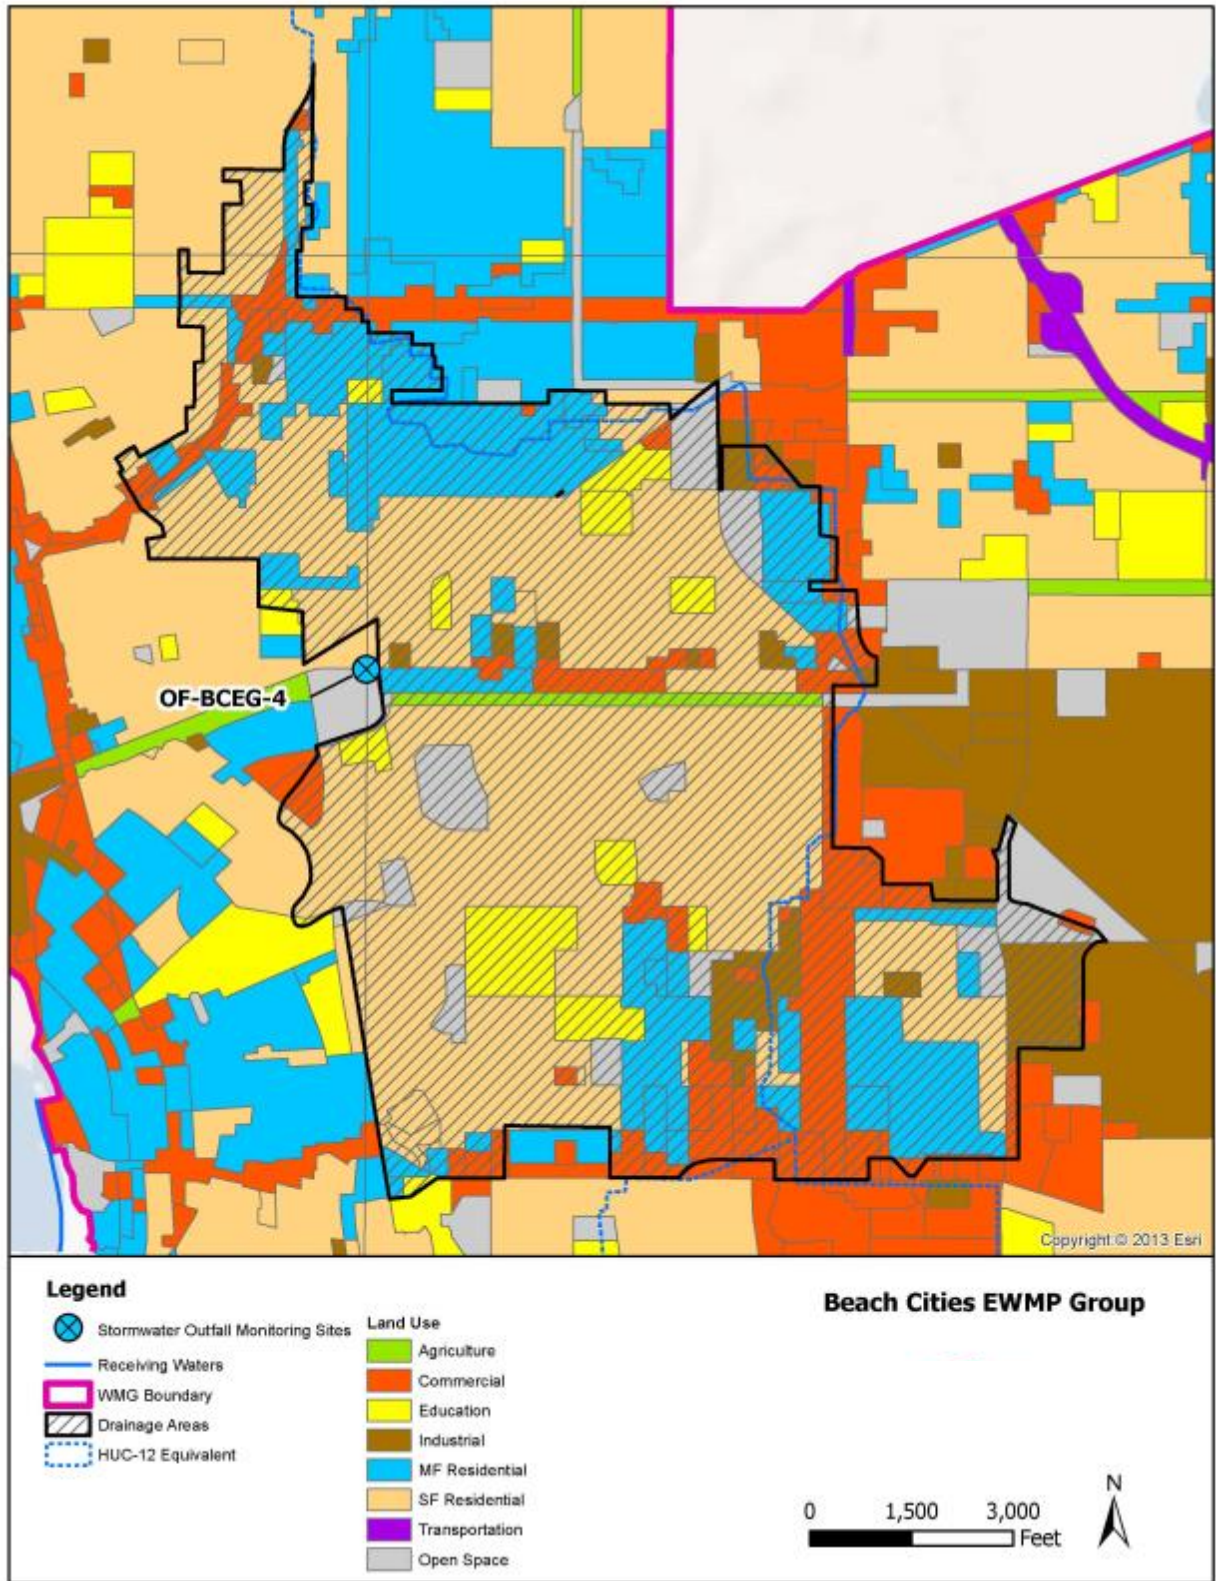 OF-BCEG-4
Copyright:© 2013 Esri
Legend
Stormwater Outfall Monitoring Sites
Receiving Waters
WMG Boundary
Drainage Areas
HUC-12 Equivalent
Land Use
Agriculture
Commercial
Education
Industrial
MF Residential
SF Residential
Transportation
Open Space
Beach Cities EWMP Group
0 1,500 3,000
Feet
N